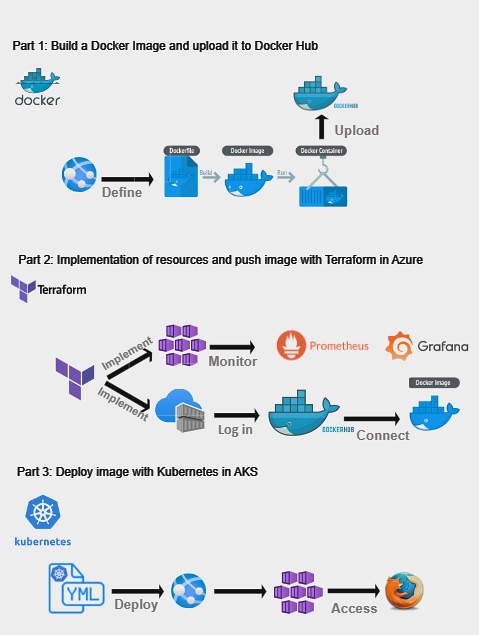 Part 1: Build a Docker Image and upload it to Docker Hub
docker
DOCKERHUB
Upload
Dockerfile
Docker Image
Docker Container
Build
Run
Define
Part 2: Implementation of resources and push image with Terraform in Azure
Terraform
Implement
Monitor
Prometheus
Grafana
Implement
Docker Image
Log in
DOCKERHUB
Connect
Part 3: Deploy image with Kubernetes in AKS
kubernetes
YML
Deploy
Access